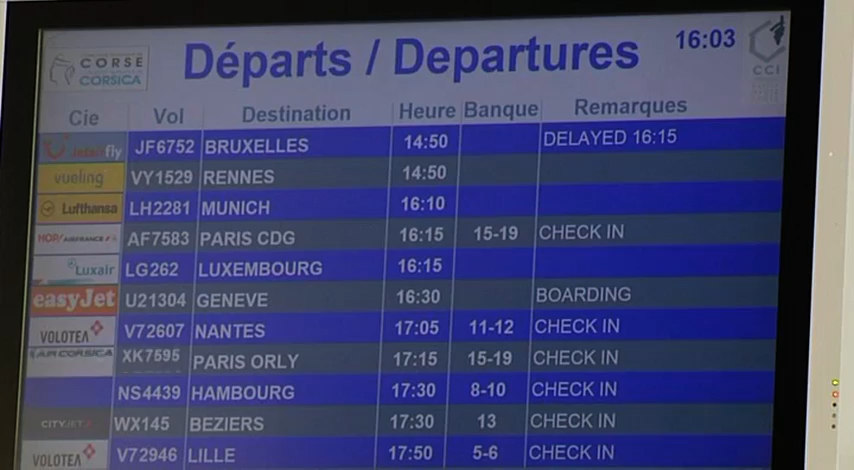 CORSE
CORSICA
Départs / Departures
16:03
CCI
Cie Vol Destination Heure Banque Remarques
jetairfly JF6752 BRUXELLES 14:50 DELAYED 16:15
vueling VY1529 RENNES 14:50
Lufthansa LH2281 MUNICH 16:10
HOP! AIRFRANCE AF7583 PARIS CDG 16:15 15-19 CHECK IN
Luxair LG262 LUXEMBOURG 16:15
easyJet U21304 GENEVE 16:30 BOARDING
VOLOTEA V72607 NANTES 17:05 11-12 CHECK IN
AIR CORSICA XK7595 PARIS ORLY 17:15 15-19 CHECK IN
NS4439 HAMBOURG 17:30 8-10 CHECK IN
CITYJET WX145 BEZIERS 17:30 13 CHECK IN
VOLOTEA V72946 LILLE 17:50 5-6 CHECK IN